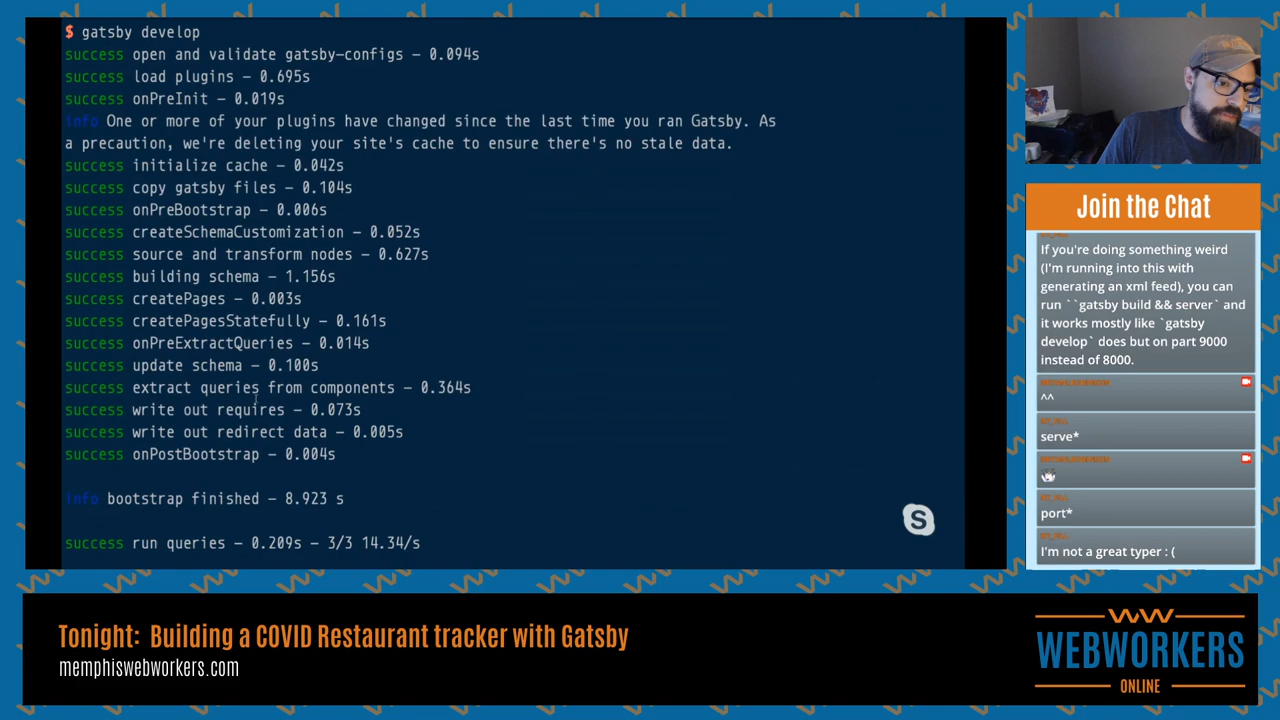 $ gatsby develop
success open and validate gatsby-configs — 0.094s
success load plugins — 0.695s
success onPreInit — 0.019s
info One or more of your plugins have changed since the last time you ran Gatsby. As
a precaution, we're deleting your site's cache to ensure there's no stale data.
success initialize cache — 0.042s
success copy gatsby files — 0.104s
success onPreBootstrap — 0.006s
success createSchemaCustomization — 0.052s
success source and transform nodes — 0.627s
success building schema — 1.156s
success createPages — 0.003s
success createPagesStatefully — 0.161s
success onPreExtractQueries — 0.014s
success update schema — 0.100s
success extract queries from components — 0.364s
success write out requires — 0.073s
success write out redirect data — 0.005s
success onPostBootstrap — 0.004s
info bootstrap finished — 8.923 s
success run queries — 0.209s — 3/3 14.34/s
S
Join the Chat
If you're doing something weird
(I'm running into this with
generating an xml feed), you can
run ``gatsby build && server` and
it works mostly like `gatsby
develop` does but on part 9000
instead of 8000.
^^
serve*
port*
I'm not a great typer : (
Tonight: Building a COVID Restaurant tracker with Gatsby
memphiswebworkers.com
WW
WEBWORKERS
ONLINE